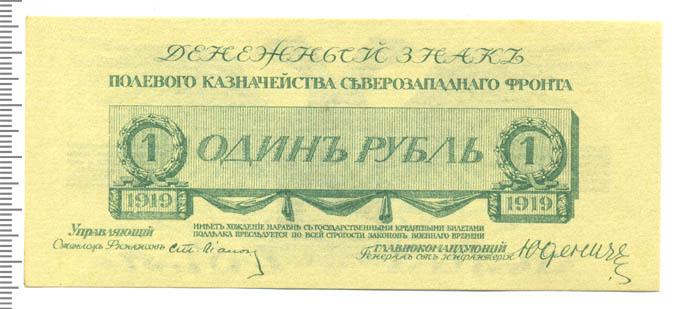 ДЕНЕЖНЫЙ ЗНАКЪ
ПОЛЕВОГО КАЗНАЧЕЙСТВА СѢВЕРОЗАПАДНАГО ФРОНТА
1 ОДИНЪ РУБЛЬ 1
1919 1919
ИМѢЕТЪ ХОЖДЕНІЕ НАРАВНѢ СЪ ГОСУДАРСТВЕННЫМИ КРЕДИТНЫМИ БИЛЕТАМИ
ПОДДѢЛКА ПРЕСЛѢДУЕТСЯ ПО ВСЕЙ СТРОГОСТИ ЗАКОНОВЪ ВОЕННАГО ВРЕМЕНИ
Управляющій
ГЛАВНОКОМАНДУЮЩІЙ
Генералъ отъ инфантеріи Юденичъ